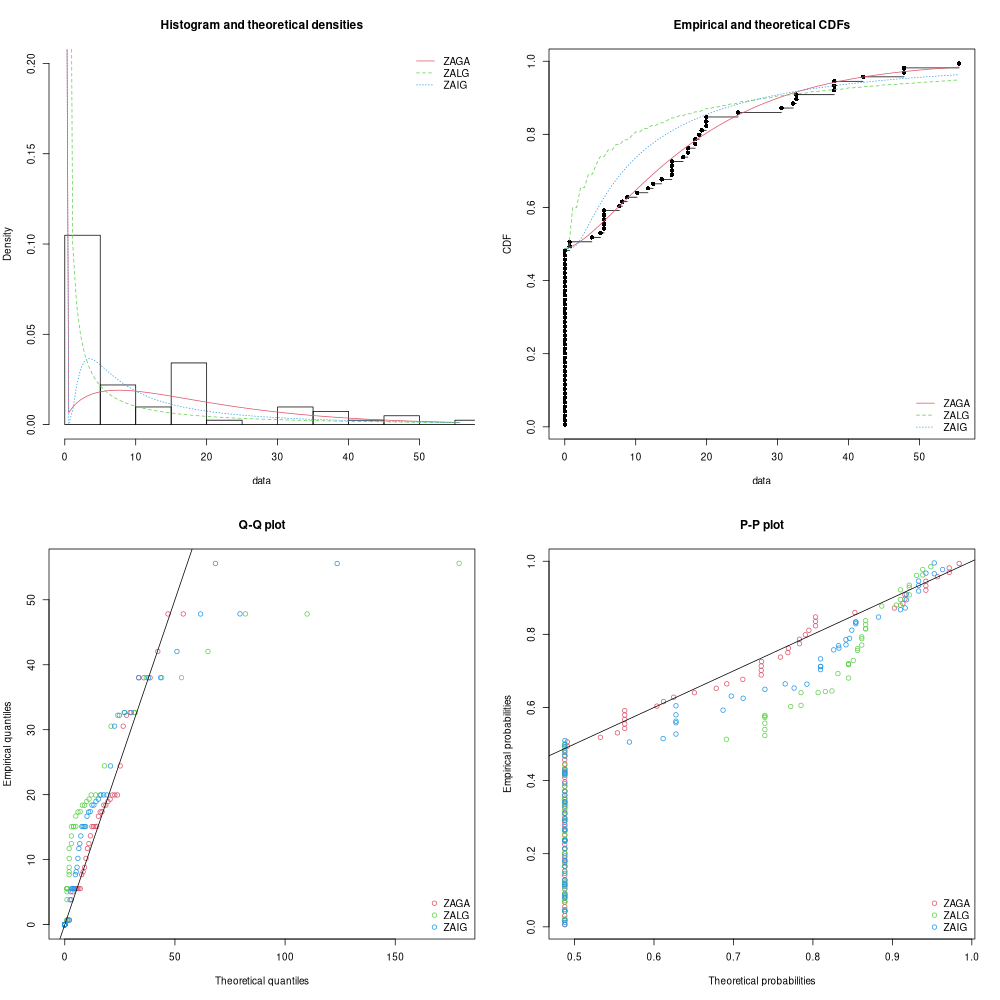 Histogram and theoretical densities
Density
0.00
0.05
0.10
0.15
0.20
ZAGA
ZALG
ZAIG
0
10
20
30
40
50
data
Empirical and theoretical CDFs
CDF
0.0
0.2
0.4
0.6
0.8
1.0
ZAGA
ZALG
ZAIG
0
10
20
30
40
50
data
Q-Q plot
Empirical quantiles
0
10
20
30
40
50
ZAGA
ZALG
ZAIG
0
50
100
150
Theoretical quantiles
P-P plot
Empirical probabilities
0.0
0.2
0.4
0.6
0.8
1.0
ZAGA
ZALG
ZAIG
0.5
0.6
0.7
0.8
0.9
1.0
Theoretical probabilities